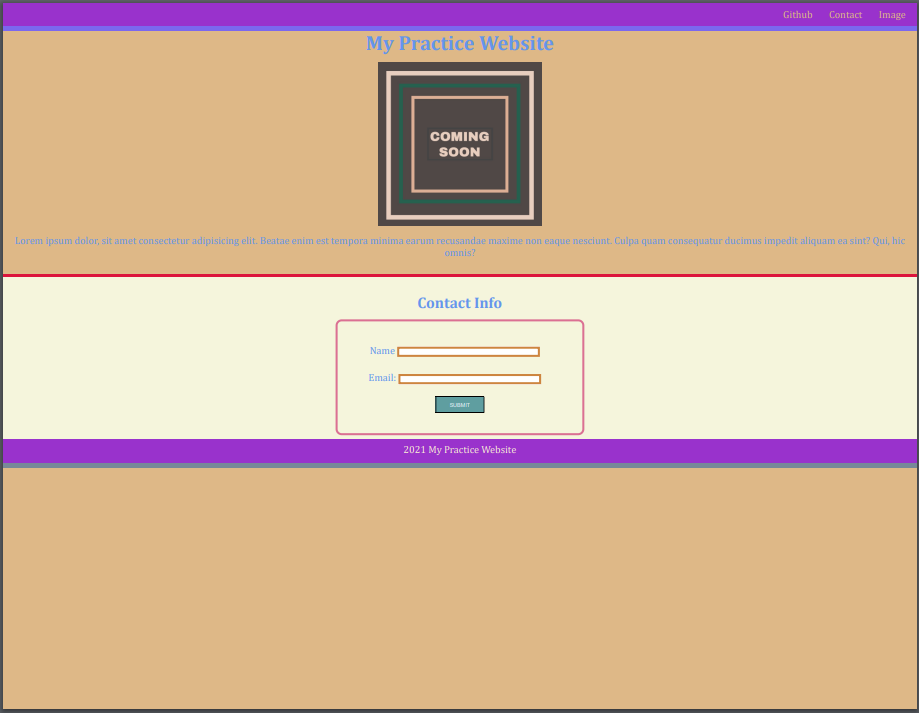 Github Contact Image
My Practice Website
COMING
SOON
Lorem ipsum dolor, sit amet consectetur adipisicing elit. Beatae enim est tempora minima earum recusandae maxime non eaque nesciunt. Culpa quam consequatur ducimus impedit aliquam ea sint? Qui, hic
omnis?
Contact Info
Name
Email:
SUBMIT
2021 My Practice Website